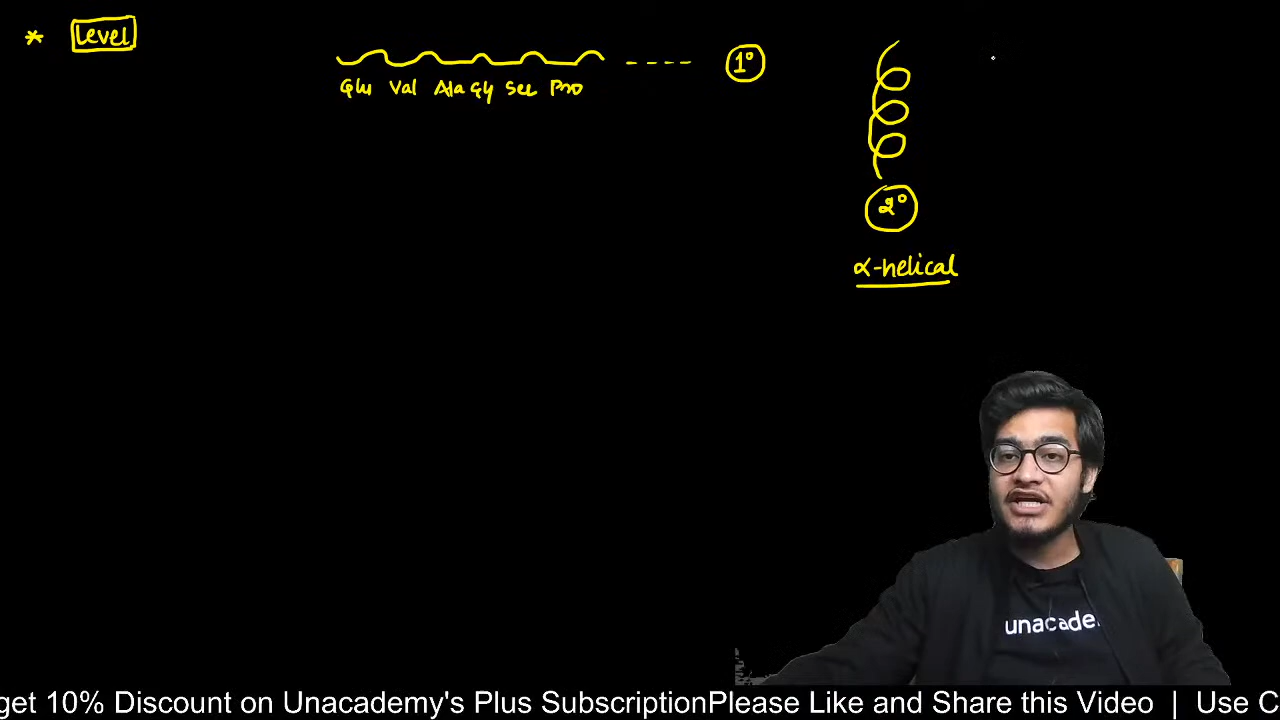 * Level
1°
Glu Val Ala Gly Ser Pro
2°
α-helical
unacade
get 10% Discount on Unacademy's Plus SubscriptionPlease Like and Share this Video | Use C